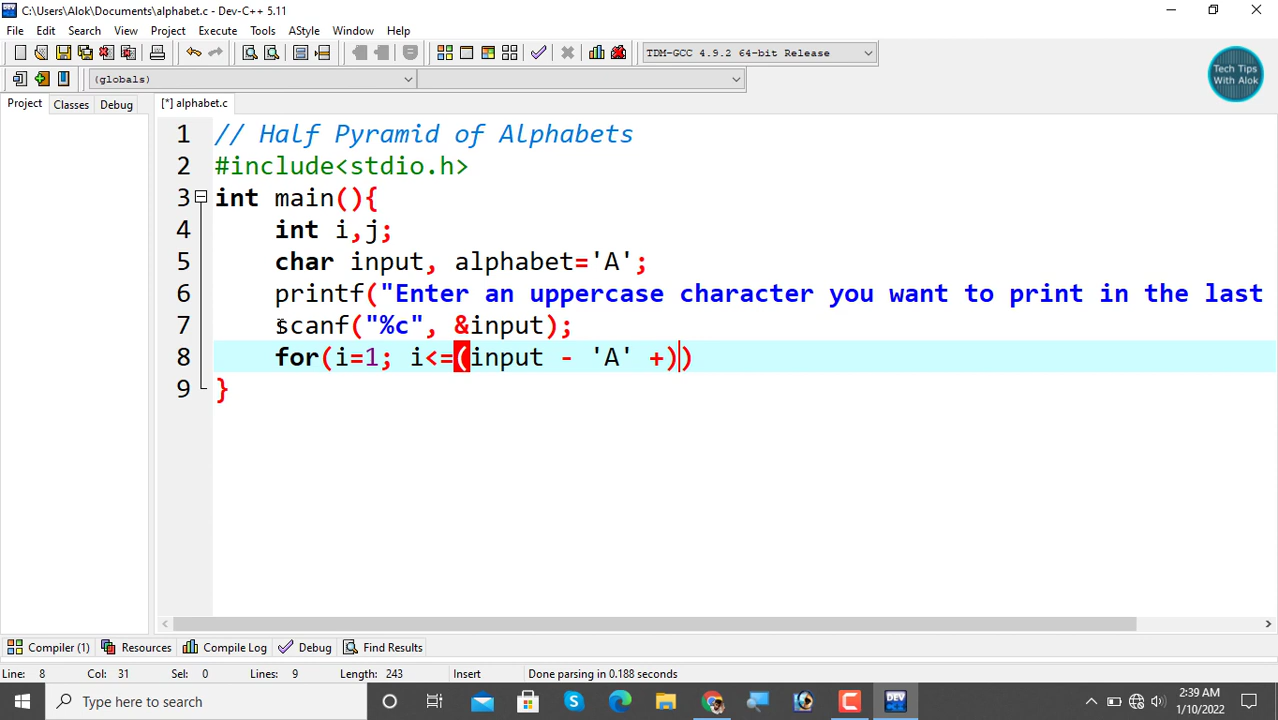 C:\Users\Alok\Documents\alphabet.c - Dev-C++ 5.11
File Edit Search View Project Execute Tools AStyle Window Help
TDM-GCC 4.9.2 64-bit Release
Tech Tips
With Alok
(globals)
Project Classes Debug [*] alphabet.c
1 // Half Pyramid of Alphabets
2 #include<stdio.h>
3 int main(){
4 int i,j;
5 char input, alphabet='A';
6 printf("Enter an uppercase character you want to print in the last
7 scanf("%c", &input);
8 for(i=1; i<=(input - 'A' +))
9 }
Compiler (1) Resources Compile Log Debug Find Results
Line: 8 Col: 31 Sel: 0 Lines: 9 Length: 243 Insert Done parsing in 0.188 seconds
Type here to search
DEV
2:39 AM
1/10/2022